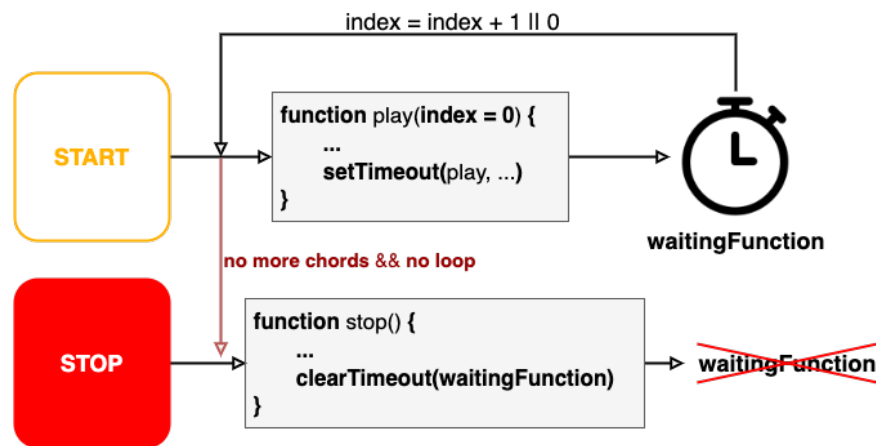 index = index + 1 || 0
START
function play(index = 0) {
...
setTimeout(play, ...)
}
waitingFunction
no more chords && no loop
STOP
function stop() {
...
clearTimeout(waitingFunction)
}
waitingFunction